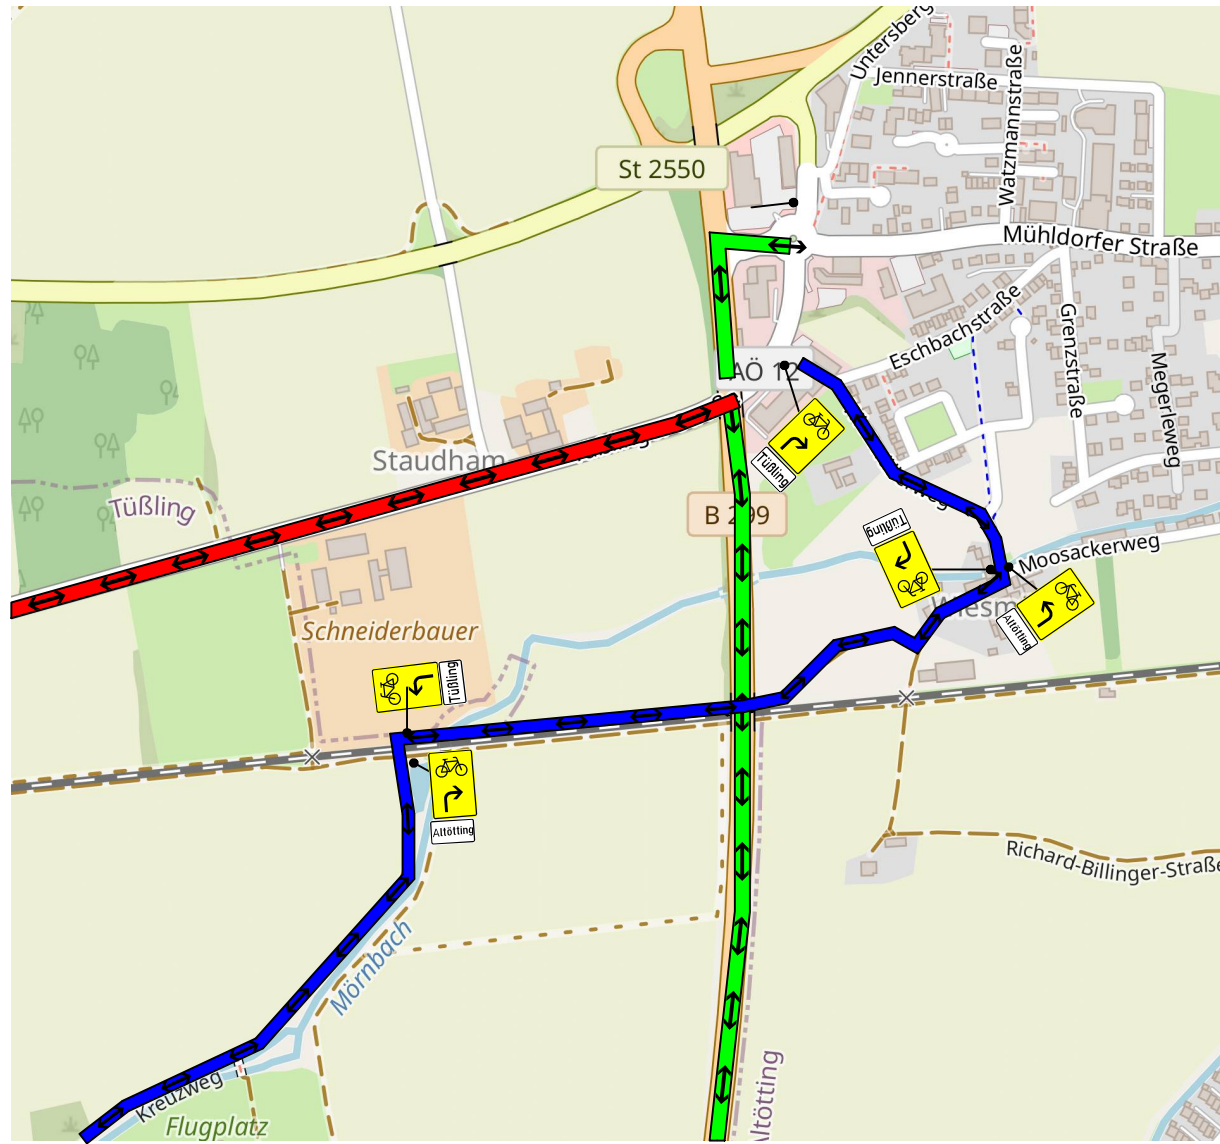 Untersberg
Jennerstraße
Watzmannstraße
St 2550
Mühldorfer Straße
Eschbachstraße
Grenzstraße
Megerleweg
AÖ 12
Staudham
Tüßling
Tüßling
B 299
Tüßling
Moosackerweg
Wiesm
Altötting
Schneiderbauer
Tüßling
Altötting
Richard-Billinger-Straße
Mörnbach
Kreuzweg
Flugplatz
Altötting